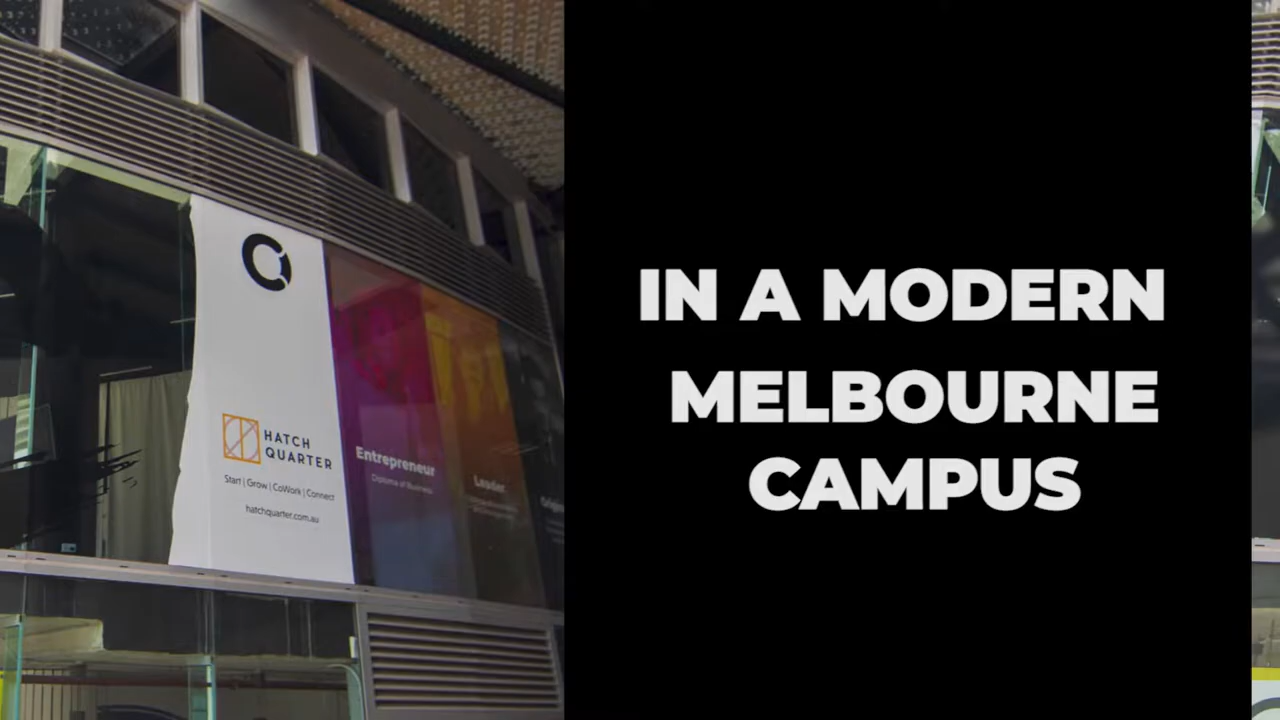 HATCH
QUARTER
Start | Grow | CoWork | Connect
hatchquarter.com.au
Entrepreneur
Diploma of Business
Leader
IN A MODERN
MELBOURNE
CAMPUS